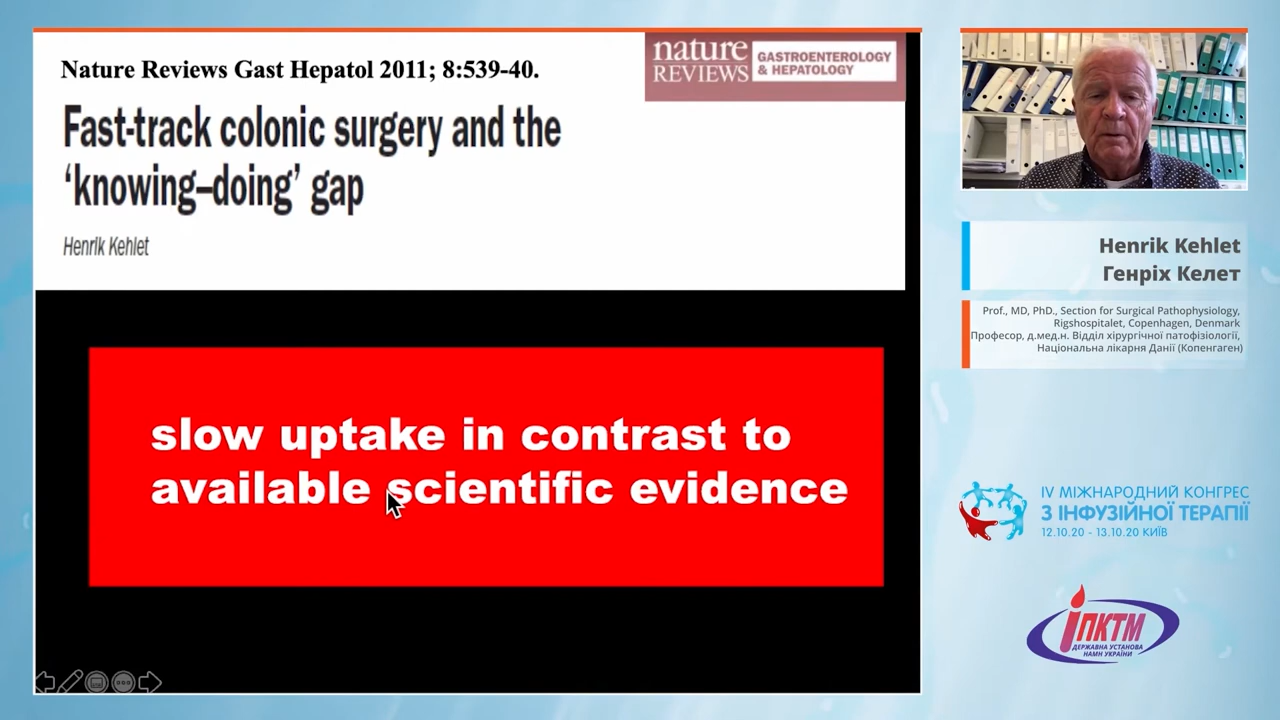 Nature Reviews Gast Hepatol 2011; 8:539-40.
nature
REVIEWS
GASTROENTEROLOGY
& HEPATOLOGY
Fast-track colonic surgery and the
‘knowing–doing’ gap
Henrik Kehlet
slow uptake in contrast to
available scientific evidence
Henrik Kehlet
Генріх Келет
Prof., MD, PhD., Section for Surgical Pathophysiology,
Rigshospitalet, Copenhagen, Denmark
Професор, д.мед.н. Відділ хірургічної патофізіології,
Національна лікарня Данії (Копенгаген)
IV МІЖНАРОДНИЙ КОНГРЕС
З ІНФУЗІЙНОЇ ТЕРАПІЇ
12.10.20 - 13.10.20 КИЇВ
ІПКТМ
ДЕРЖАВНА УСТАНОВА
НАМН УКРАЇНИ